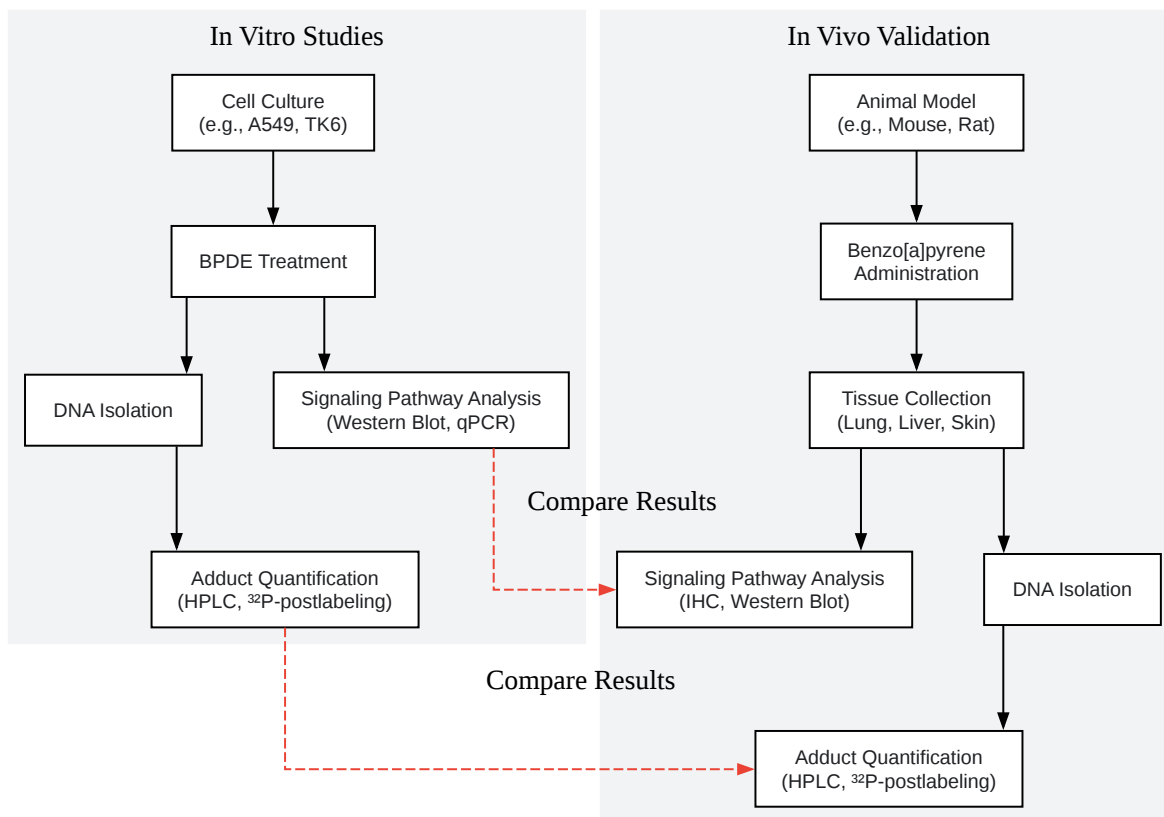 In Vitro Studies
Cell Culture
(e.g., A549, TK6)
BPDE Treatment
DNA Isolation
Signaling Pathway Analysis
(Western Blot, qPCR)
Adduct Quantification
(HPLC, ³²P-postlabeling)
In Vivo Validation
Animal Model
(e.g., Mouse, Rat)
Benzo[a]pyrene
Administration
Tissue Collection
(Lung, Liver, Skin)
Compare Results
Signaling Pathway Analysis
(IHC, Western Blot)
DNA Isolation
Compare Results
Adduct Quantification
(HPLC, ³²P-postlabeling)